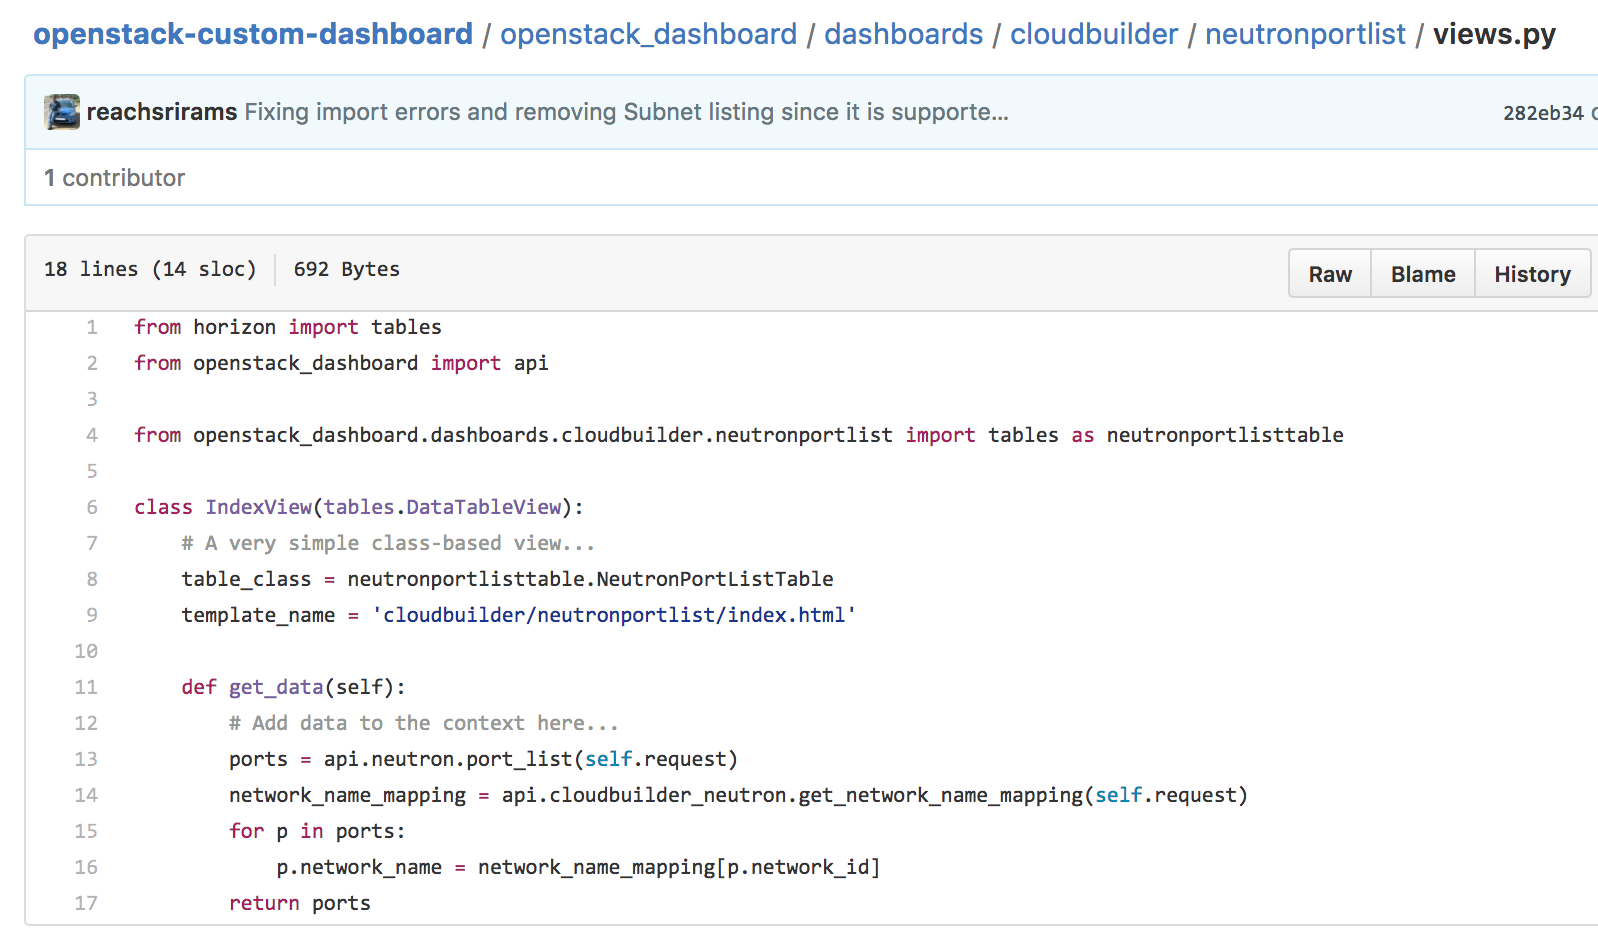 openstack-custom-dashboard / openstack_dashboard / dashboards / cloudbuilder / neutronportlist / views.py
reachsrirams Fixing import errors and removing Subnet listing since it is supporte... 282eb34
1 contributor
18 lines (14 sloc) 692 Bytes Raw Blame History
1 from horizon import tables
2 from openstack_dashboard import api
3
4 from openstack_dashboard.dashboards.cloudbuilder.neutronportlist import tables as neutronportlisttable
5
6 class IndexView(tables.DataTableView):
7     # A very simple class-based view...
8     table_class = neutronportlisttable.NeutronPortListTable
9     template_name = 'cloudbuilder/neutronportlist/index.html'
10
11     def get_data(self):
12         # Add data to the context here...
13         ports = api.neutron.port_list(self.request)
14         network_name_mapping = api.cloudbuilder_neutron.get_network_name_mapping(self.request)
15         for p in ports:
16             p.network_name = network_name_mapping[p.network_id]
17         return ports